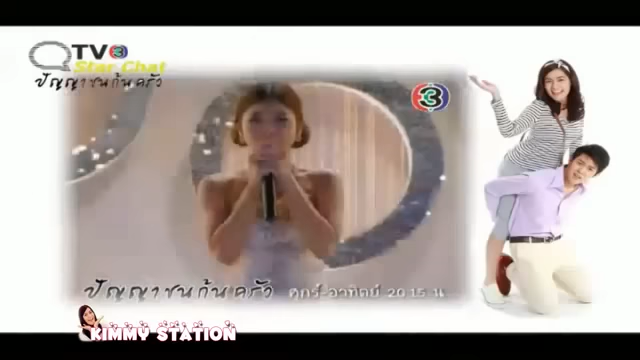 TV3
Star Chat
ปัญญาชนก้นครัว
3
ปัญญาชนก้นครัว ศุกร์-อาทิตย์ 20.15 น.
KIMMY STATION